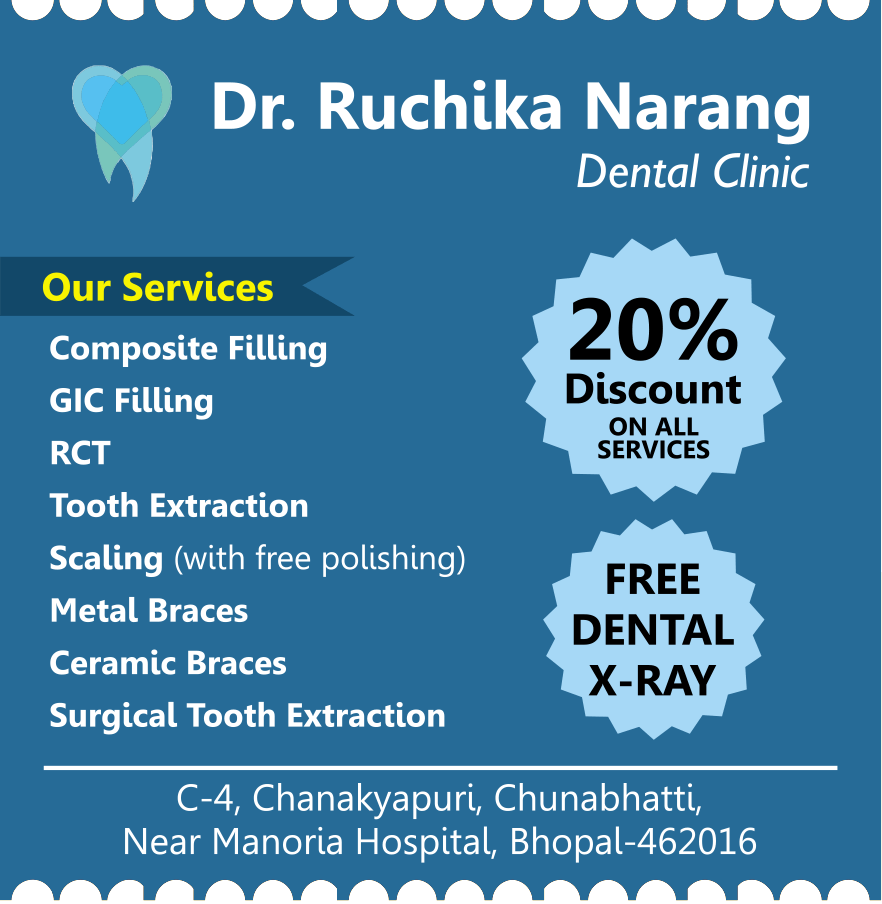 Dr. Ruchika Narang
Dental Clinic
Our Services
Composite Filling
GIC Filling
RCT
Tooth Extraction
Scaling (with free polishing)
Metal Braces
Ceramic Braces
Surgical Tooth Extraction
20%
Discount
ON ALL
SERVICES
FREE
DENTAL
X-RAY
C-4, Chanakyapuri, Chunabhatti,
Near Manoria Hospital, Bhopal-462016